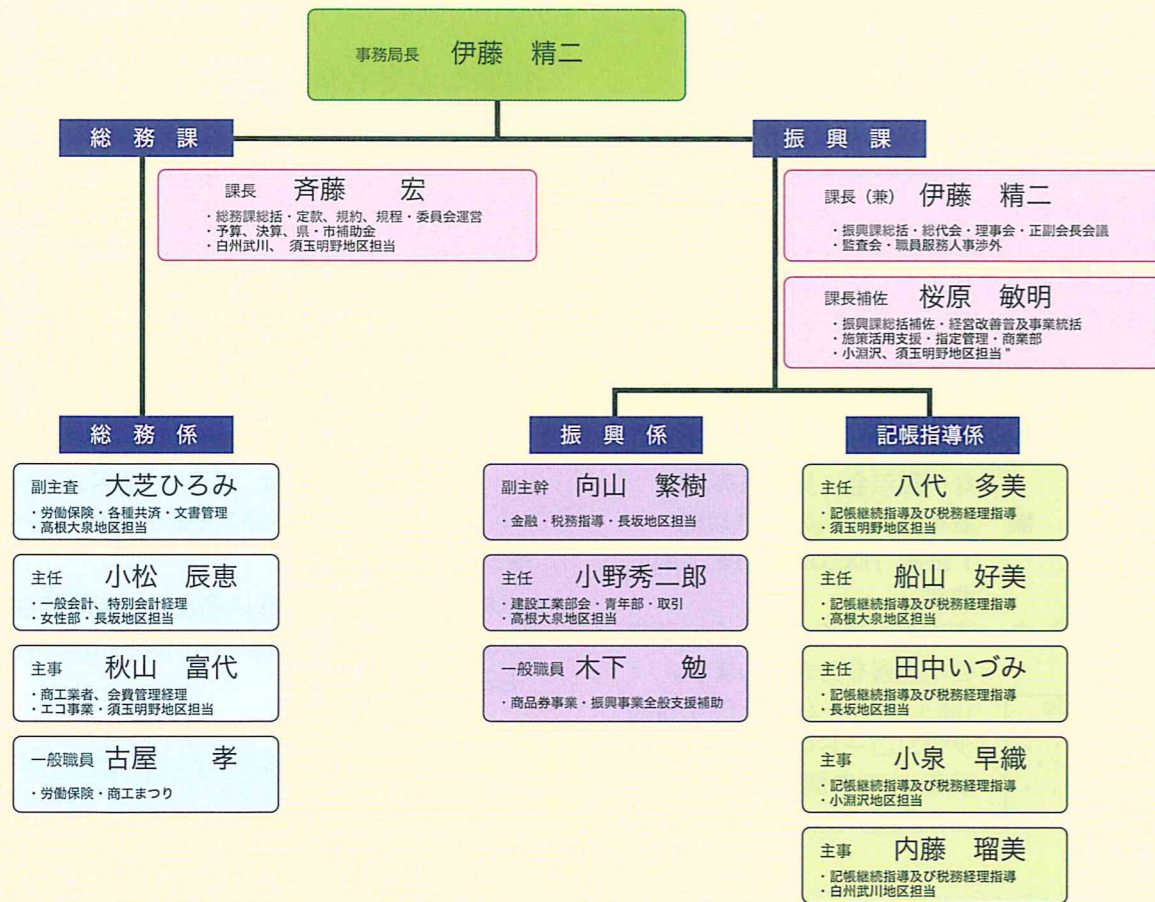 事務局長 伊藤　精二
総務課
振興課
課長 斉藤　　宏
・総務課総括・定款、規約、規程・委員会運営
・予算、決算、県・市補助金
・白州武川、須玉明野地区担当
課長（兼） 伊藤　精二
・振興課総括・総代会・理事会・正副会長会議
・監査会・職員服務人事渉外
課長補佐 桜原　敏明
・振興課総括補佐・経営改善普及事業統括
・施策活用支援・指定管理・商業部
・小淵沢、須玉明野地区担当"
総務係
副主査 大芝ひろみ
・労働保険・各種共済・文書管理
・高根大泉地区担当
主任 小松　辰恵
・一般会計、特別会計経理
・女性部・長坂地区担当
主事 秋山　富代
・商工業者、会費管理経理
・エコ事業・須玉明野地区担当
一般職員 古屋　　孝
・労働保険・商工まつり
振興係
副主幹 向山　繁樹
・金融・税務指導・長坂地区担当
主任 小野秀二郎
・建設工業部会・青年部・取引
・高根大泉地区担当
一般職員 木下　　勉
・商品券事業・振興事業全般支援補助
記帳指導係
主任 八代　多美
・記帳継続指導及び税務経理指導
・須玉明野地区担当
主任 船山　好美
・記帳継続指導及び税務経理指導
・高根大泉地区担当
主任 田中いづみ
・記帳継続指導及び税務経理指導
・長坂地区担当
主事 小泉　早織
・記帳継続指導及び税務経理指導
・小淵沢地区担当
主事 内藤　瑠美
・記帳継続指導及び税務経理指導
・白州武川地区担当